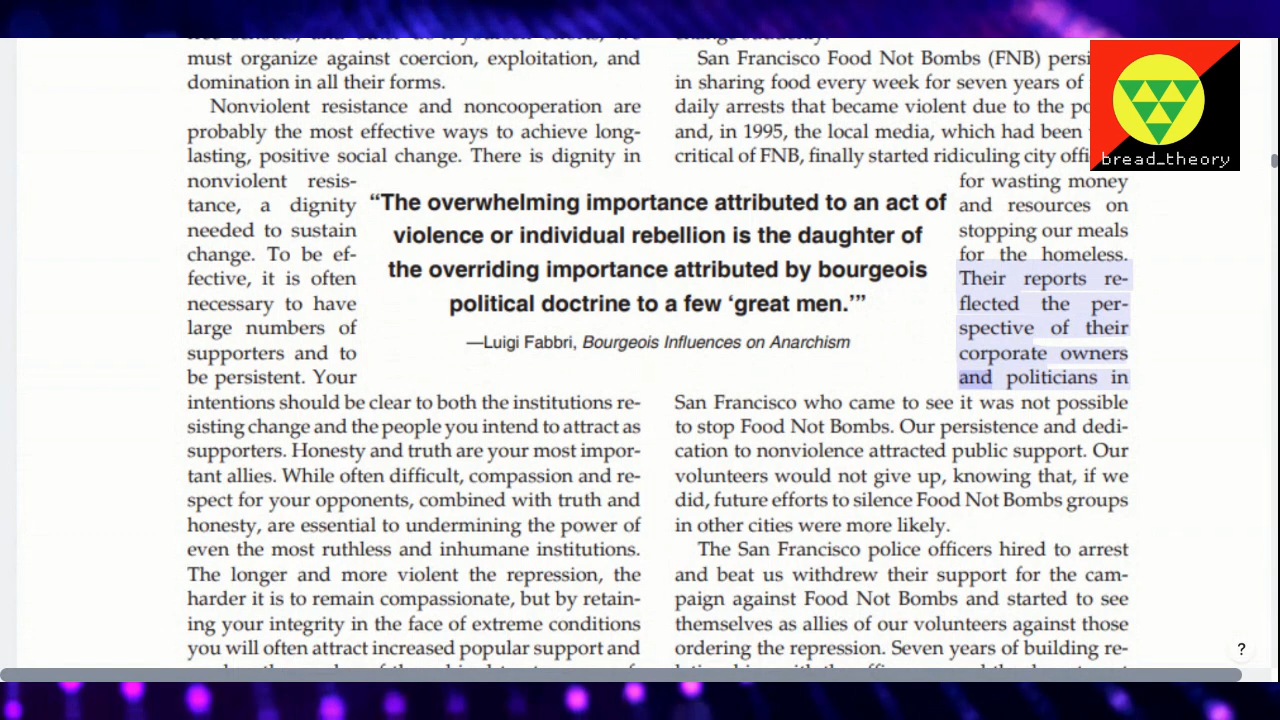 must organize against coercion, exploitation, and
domination in all their forms.
Nonviolent resistance and noncooperation are
probably the most effective ways to achieve long-
lasting, positive social change. There is dignity in
nonviolent resis-
tance, a dignity
needed to sustain
change. To be ef-
fective, it is often
necessary to have
large numbers of
supporters and to
be persistent. Your
intentions should be clear to both the institutions re-
sisting change and the people you intend to attract as
supporters. Honesty and truth are your most impor-
tant allies. While often difficult, compassion and re-
spect for your opponents, combined with truth and
honesty, are essential to undermining the power of
even the most ruthless and inhumane institutions.
The longer and more violent the repression, the
harder it is to remain compassionate, but by retain-
ing your integrity in the face of extreme conditions
you will often attract increased popular support and
“The overwhelming importance attributed to an act of
violence or individual rebellion is the daughter of
the overriding importance attributed by bourgeois
political doctrine to a few ‘great men.’”
—Luigi Fabbri, Bourgeois Influences on Anarchism
San Francisco Food Not Bombs (FNB)
in sharing food every week for seven years of
daily arrests that became violent due to the
and, in 1995, the local media, which had been
critical of FNB, finally started ridiculing city
for wasting money
and resources on
stopping our meals
for the homeless.
Their reports re-
flected the per-
spective of their
corporate owners
and politicians in
San Francisco who came to see it was not possible
to stop Food Not Bombs. Our persistence and dedi-
cation to nonviolence attracted public support. Our
volunteers would not give up, knowing that, if we
did, future efforts to silence Food Not Bombs groups
in other cities were more likely.
The San Francisco police officers hired to arrest
and beat us withdrew their support for the cam-
paign against Food Not Bombs and started to see
themselves as allies of our volunteers against those
ordering the repression. Seven years of building re-
bread_theory
?